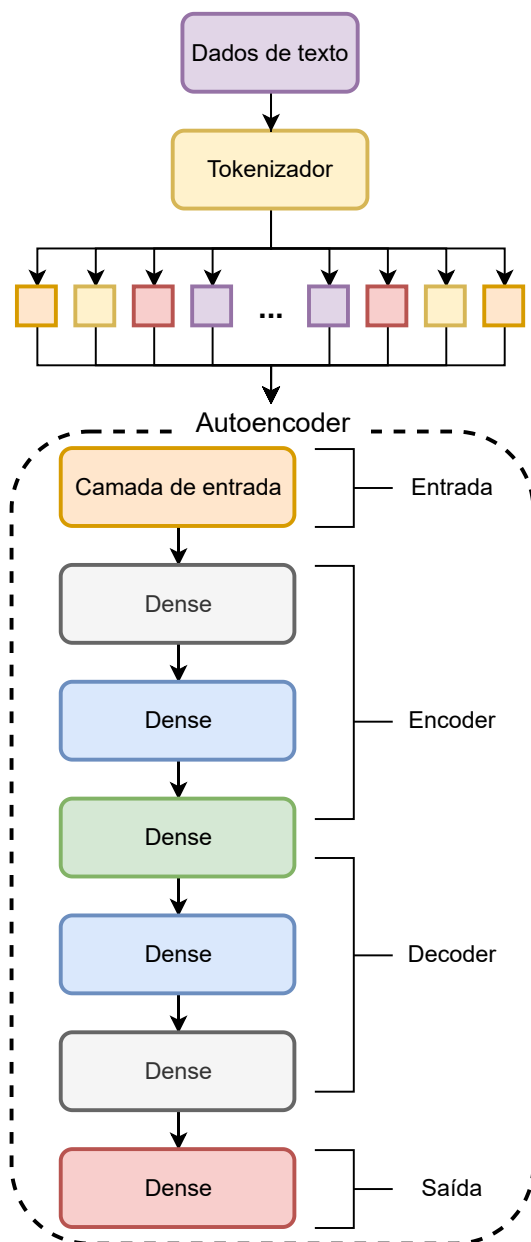 Dados de texto
Tokenizador
...
Autoencoder
Camada de entrada
Entrada
Dense
Dense
Encoder
Dense
Dense
Decoder
Dense
Dense
Saída